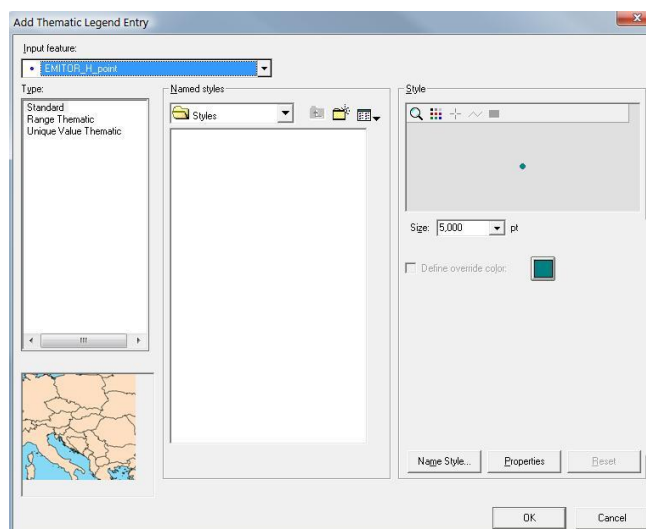 Add Thematic Legend Entry
Input feature:
EMITOR_H_point
Type:
Standard
Range Thematic
Unique Value Thematic
Named styles
Styles
Style
Size: 5,000 pt
Define override color:
Name Style... Properties Reset
OK Cancel